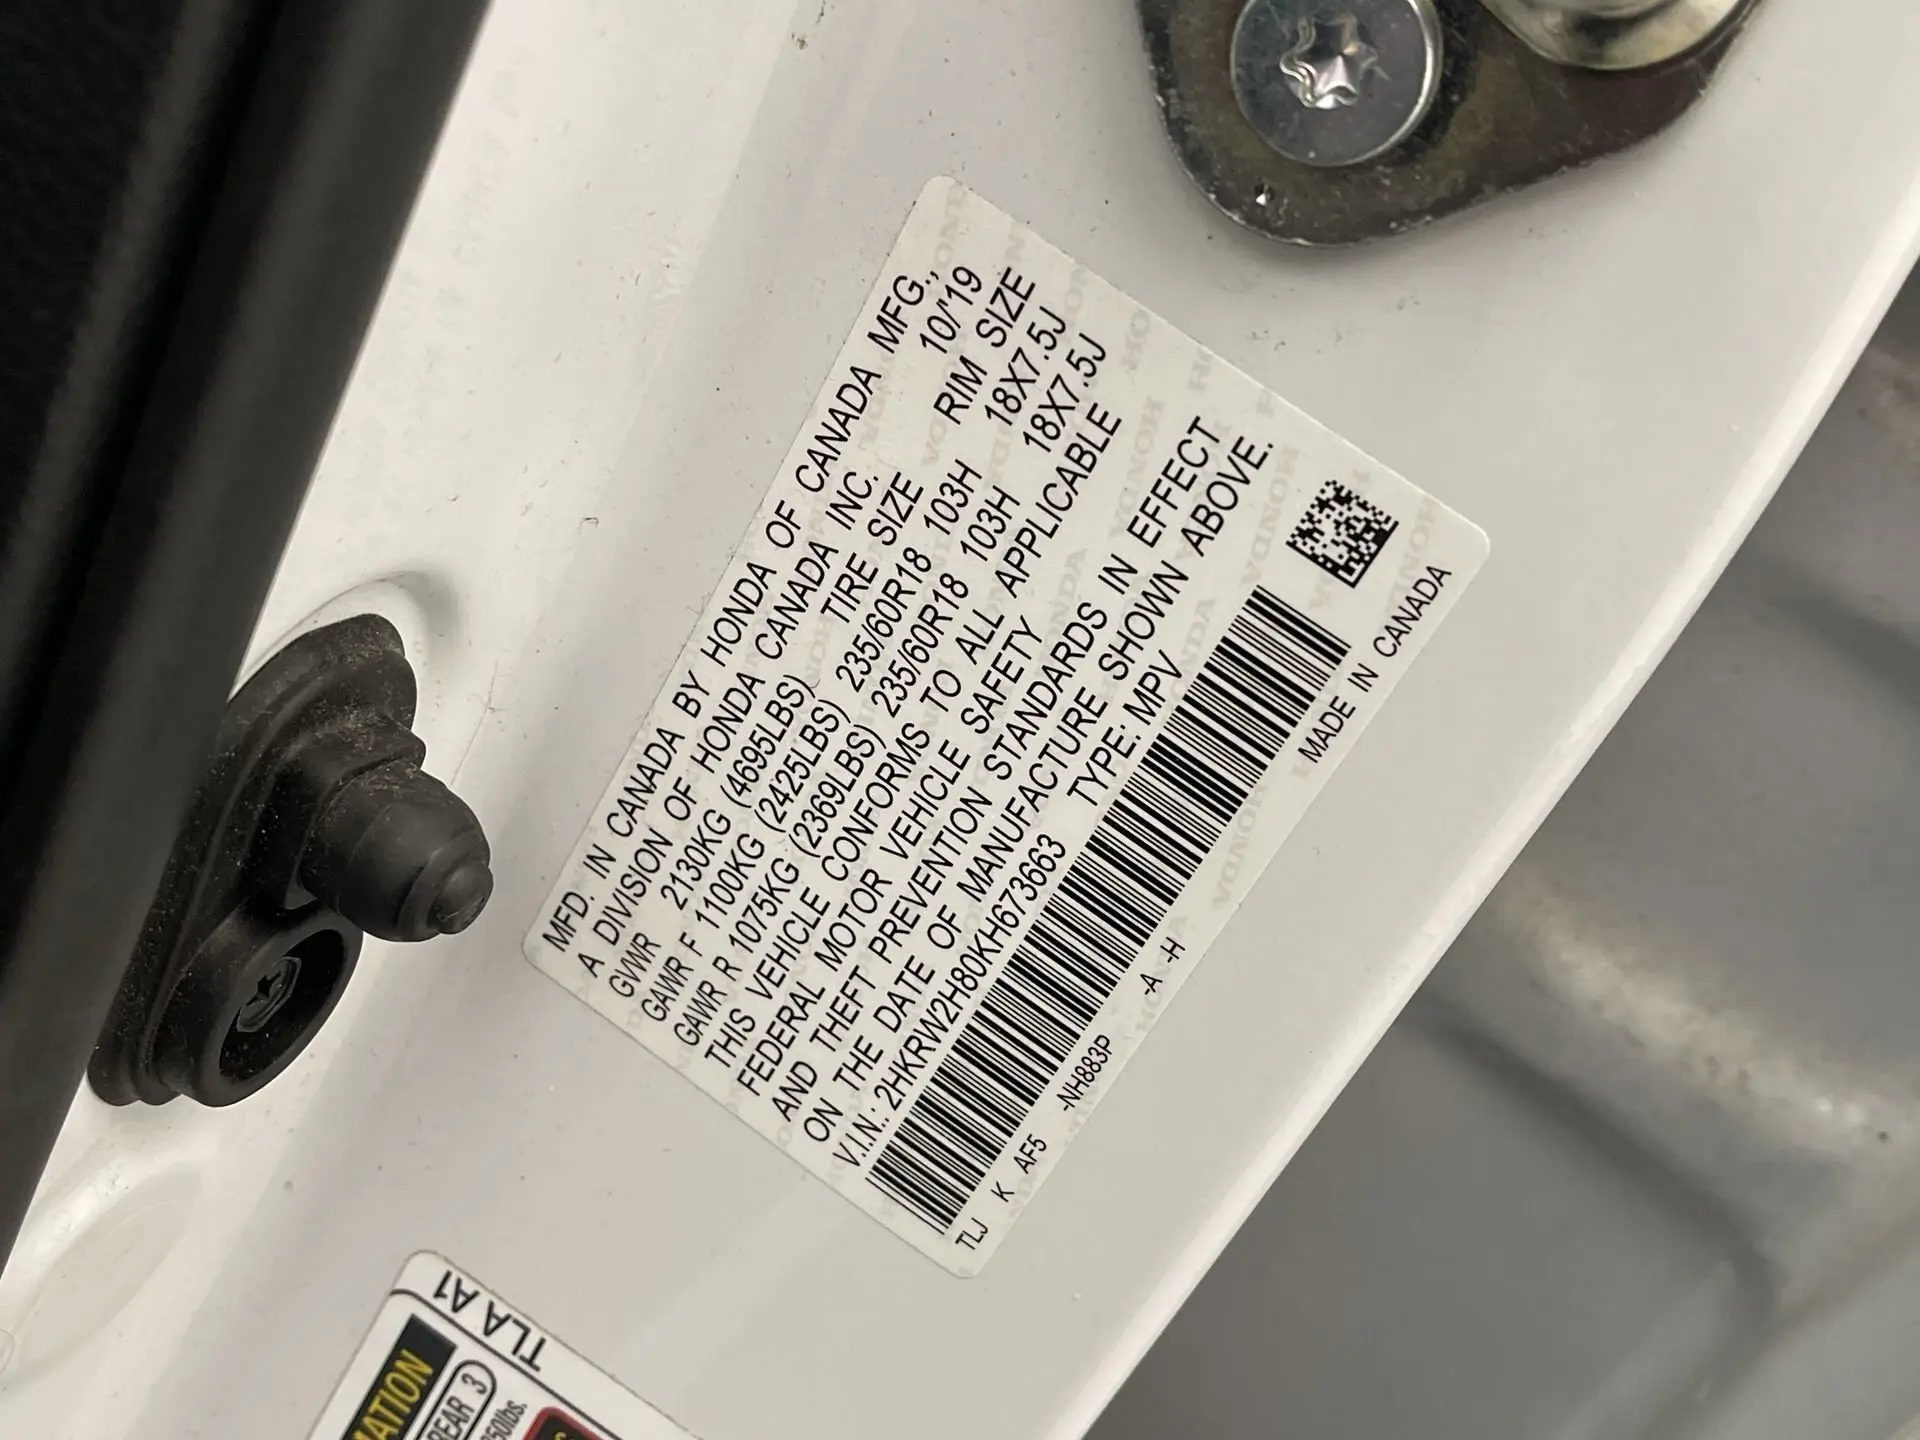 MFD. IN CANADA BY HONDA OF CANADA MFG.,
A DIVISION OF HONDA CANADA INC. 10/'19
GVWR 2130KG (4695LBS) TIRE SIZE RIM SIZE
GAWR F 1100KG (2425LBS) 235/60R18 103H 18X7.5J
GAWR R 1075KG (2369LBS) 235/60R18 103H 18X7.5J
THIS VEHICLE CONFORMS TO ALL APPLICABLE
FEDERAL MOTOR VEHICLE SAFETY
AND THEFT PREVENTION STANDARDS IN EFFECT
ON THE DATE OF MANUFACTURE SHOWN ABOVE.
V.I.N.: 2HKRW2H80KH673663 TYPE: MPV
TLJ K AF5 -NH883P -A -H MADE IN CANADA
TLA A1
MATION
REAR 3